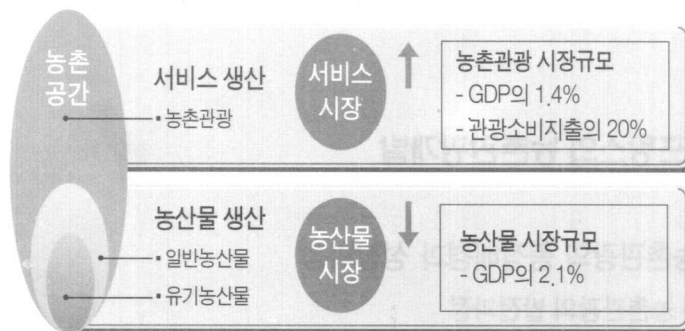 농촌
공간
서비스 생산
▪ 농촌관광
서비스
시장
농촌관광 시장규모
- GDP의 1.4%
- 관광소비지출의 20%
농산물 생산
▪ 일반농산물
▪ 유기농산물
농산물
시장
농산물 시장규모
- GDP의 2.1%